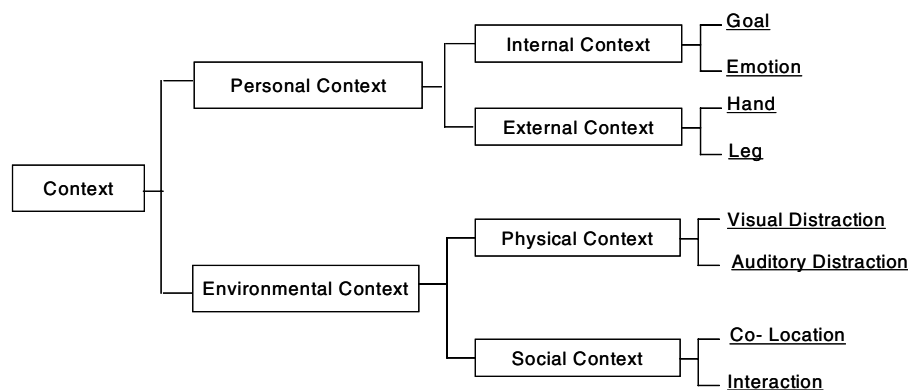 Context
Personal Context
Internal Context
Goal
Emotion
External Context
Hand
Leg
Environmental Context
Physical Context
Visual Distraction
Auditory Distraction
Social Context
Co- Location
Interaction